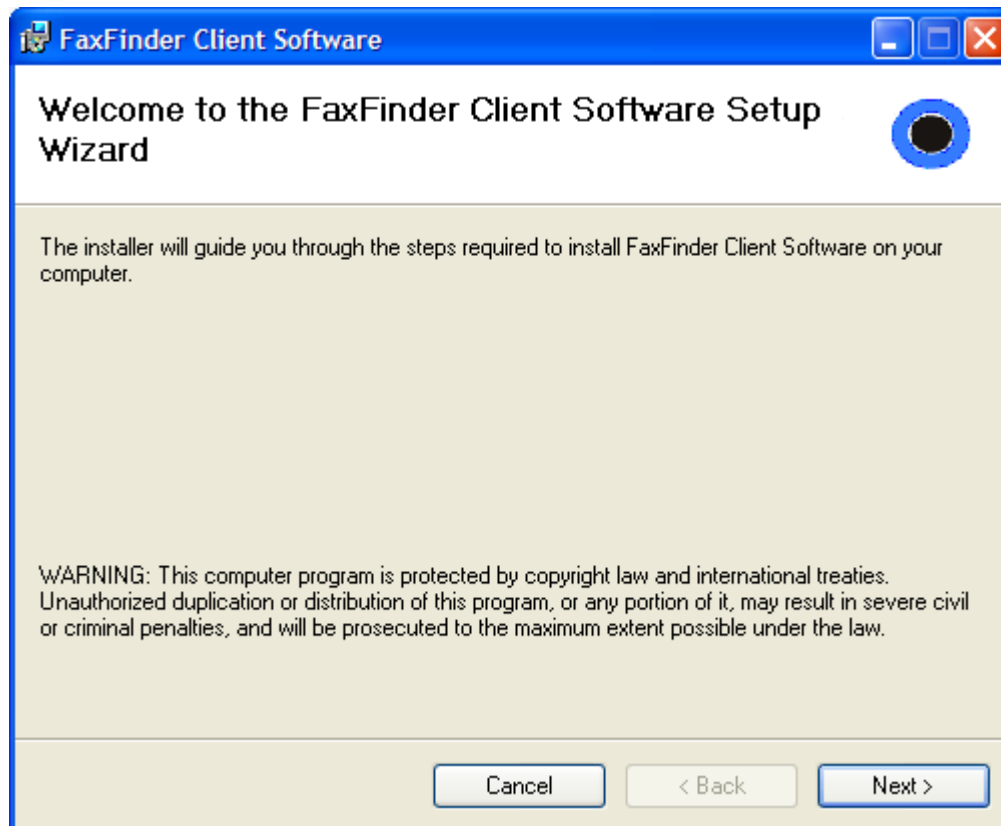 FaxFinder Client Software
Welcome to the FaxFinder Client Software Setup
Wizard
The installer will guide you through the steps required to install FaxFinder Client Software on your
computer.
WARNING: This computer program is protected by copyright law and international treaties.
Unauthorized duplication or distribution of this program, or any portion of it, may result in severe civil
or criminal penalties, and will be prosecuted to the maximum extent possible under the law.
Cancel < Back Next >